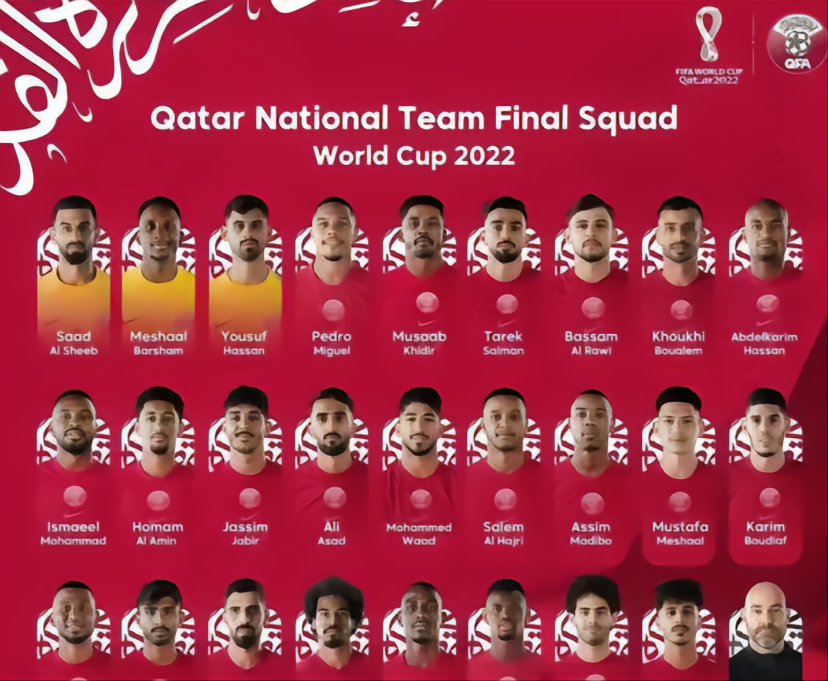 FIFA WORLD CUP
Qatar2022
QFA
Qatar National Team Final Squad
World Cup 2022
Saad
Al Sheeb
Meshaal
Barsham
Yousuf
Hassan
Pedro
Miguel
Musaab
Khidir
Tarek
Salman
Bassam
Al Rawi
Khoukhi
Boualem
Abdelkarim
Hassan
Ismaeel
Mohammad
Homam
Al Amin
Jassim
Jabir
Ali
Asad
Mohammed
Waad
Salem
Al Hajri
Assim
Madibo
Mustafa
Meshaal
Karim
Boudiaf